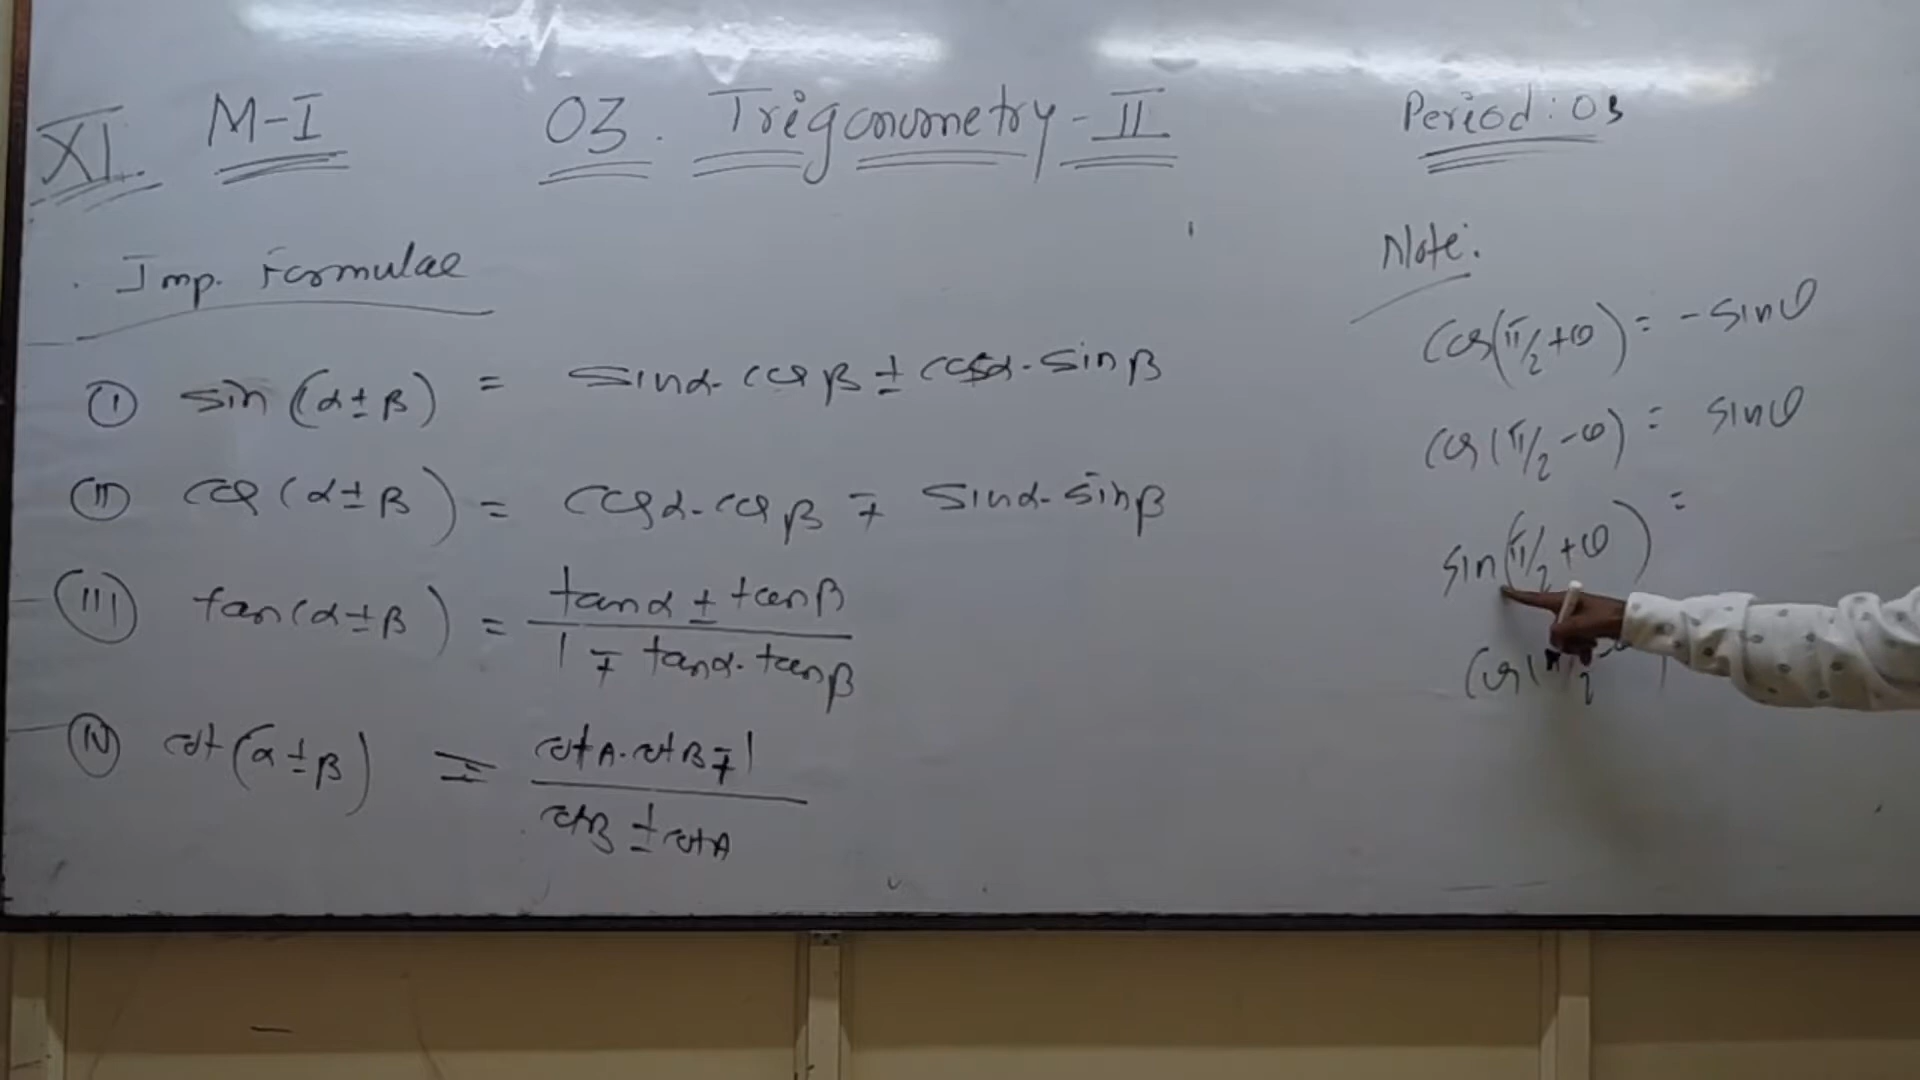 XI. M-I 03. Trigonometry-II Period: 03
Imp. Formulae
(I) sin(α±β) = sinα.cosβ ± cosα.sinβ
(II) cos(α±β) = cosα.cosβ ∓ sinα.sinβ
(III) tan(α±β) = tanα ± tanβ
1 ∓ tanα.tanβ
(IV) cot(α±β) = cotA.cotB∓1
cotB ± cotA
Note:
cos(π/2+θ) = -sinθ
cos(π/2-θ) = sinθ
sin(π/2+θ) =